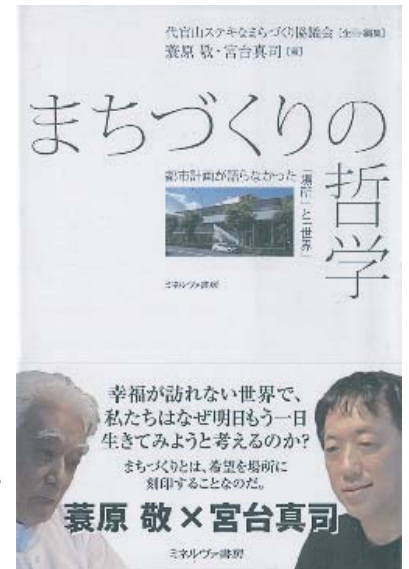 代官山ステキなまちづくり協議会［企画・編集］
蓑原 敬・宮台真司［著］
まちづくりの
哲学
都市計画が語らなかった
「場所」と「世界」
ミネルヴァ書房
幸福が訪れない世界で、
私たちはなぜ明日もう一日
生きてみようと考えるのか?
まちづくりとは、希望を場所に
刻印することなのだ。
蓑原 敬×宮台真司
ミネルヴァ書房